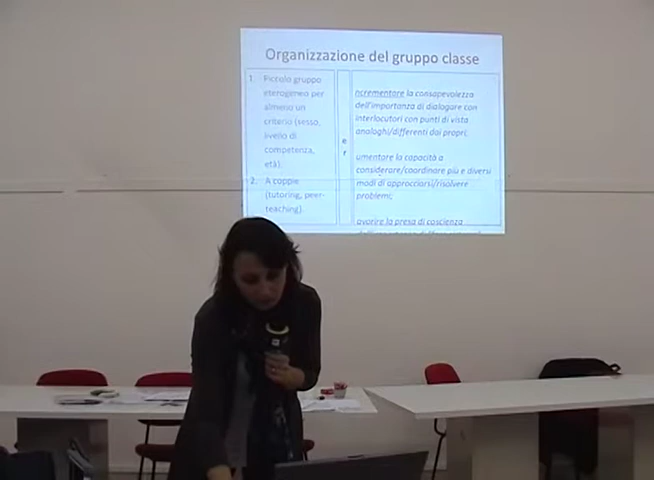 Organizzazione del gruppo classe
1. Piccolo gruppo
eterogeneo per
almeno un
criterio (sesso,
livello di
competenza,
età).
2. A coppie
(tutoring, peer-
teaching).
e
r
ncrementare la consapevolezza
dell'importanza di dialogare con
interlocutori con punti di vista
analoghi/differenti dai propri;
umentare la capacità a
considerare/coordinare più e diversi
modi di approcciarsi/risolvere
problemi;
avorire la presa di coscienza